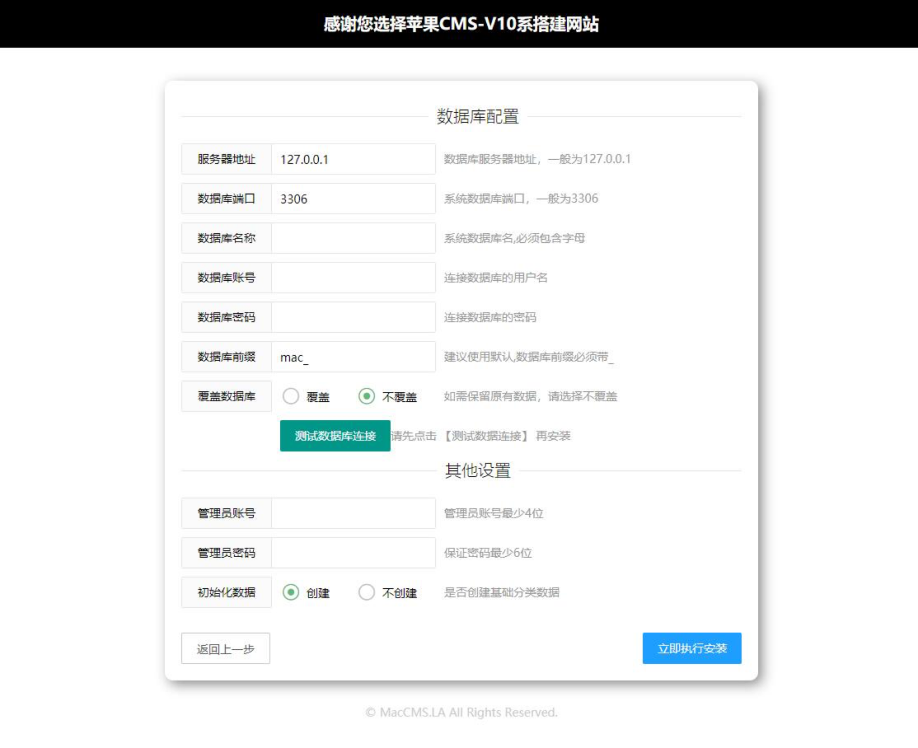 感谢您选择苹果CMS-V10系搭建网站
数据库配置
服务器地址 127.0.0.1 数据库服务器地址，一般为127.0.0.1
数据库端口 3306 系统数据库端口，一般为3306
数据库名称 系统数据库名,必须包含字母
数据库账号 连接数据库的用户名
数据库密码 连接数据库的密码
数据库前缀 mac_ 建议使用默认,数据库前缀必须带_
覆盖数据库 覆盖 不覆盖 如需保留原有数据，请选择不覆盖
测试数据库连接 请先点击 【测试数据连接】 再安装
其他设置
管理员账号 管理员账号最少4位
管理员密码 保证密码最少6位
初始化数据 创建 不创建 是否创建基础分类数据
返回上一步 立即执行安装
© MacCMS.LA All Rights Reserved.